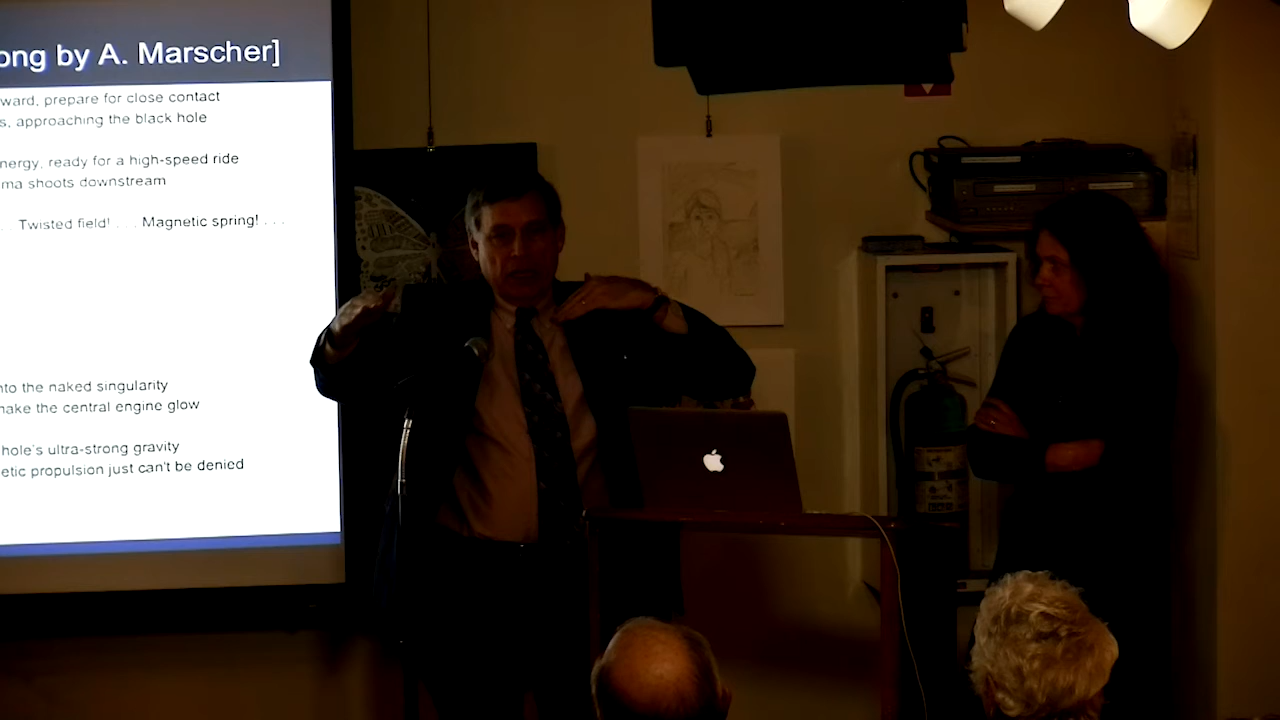 ong by A. Marscher]
ward, prepare for close contact
s, approaching the black hole
nergy, ready for a high-speed ride
ma shoots downstream
. Twisted field! . . . Magnetic spring! . . .
nto the naked singularity
nake the central engine glow
hole's ultra-strong gravity
etic propulsion just can't be denied